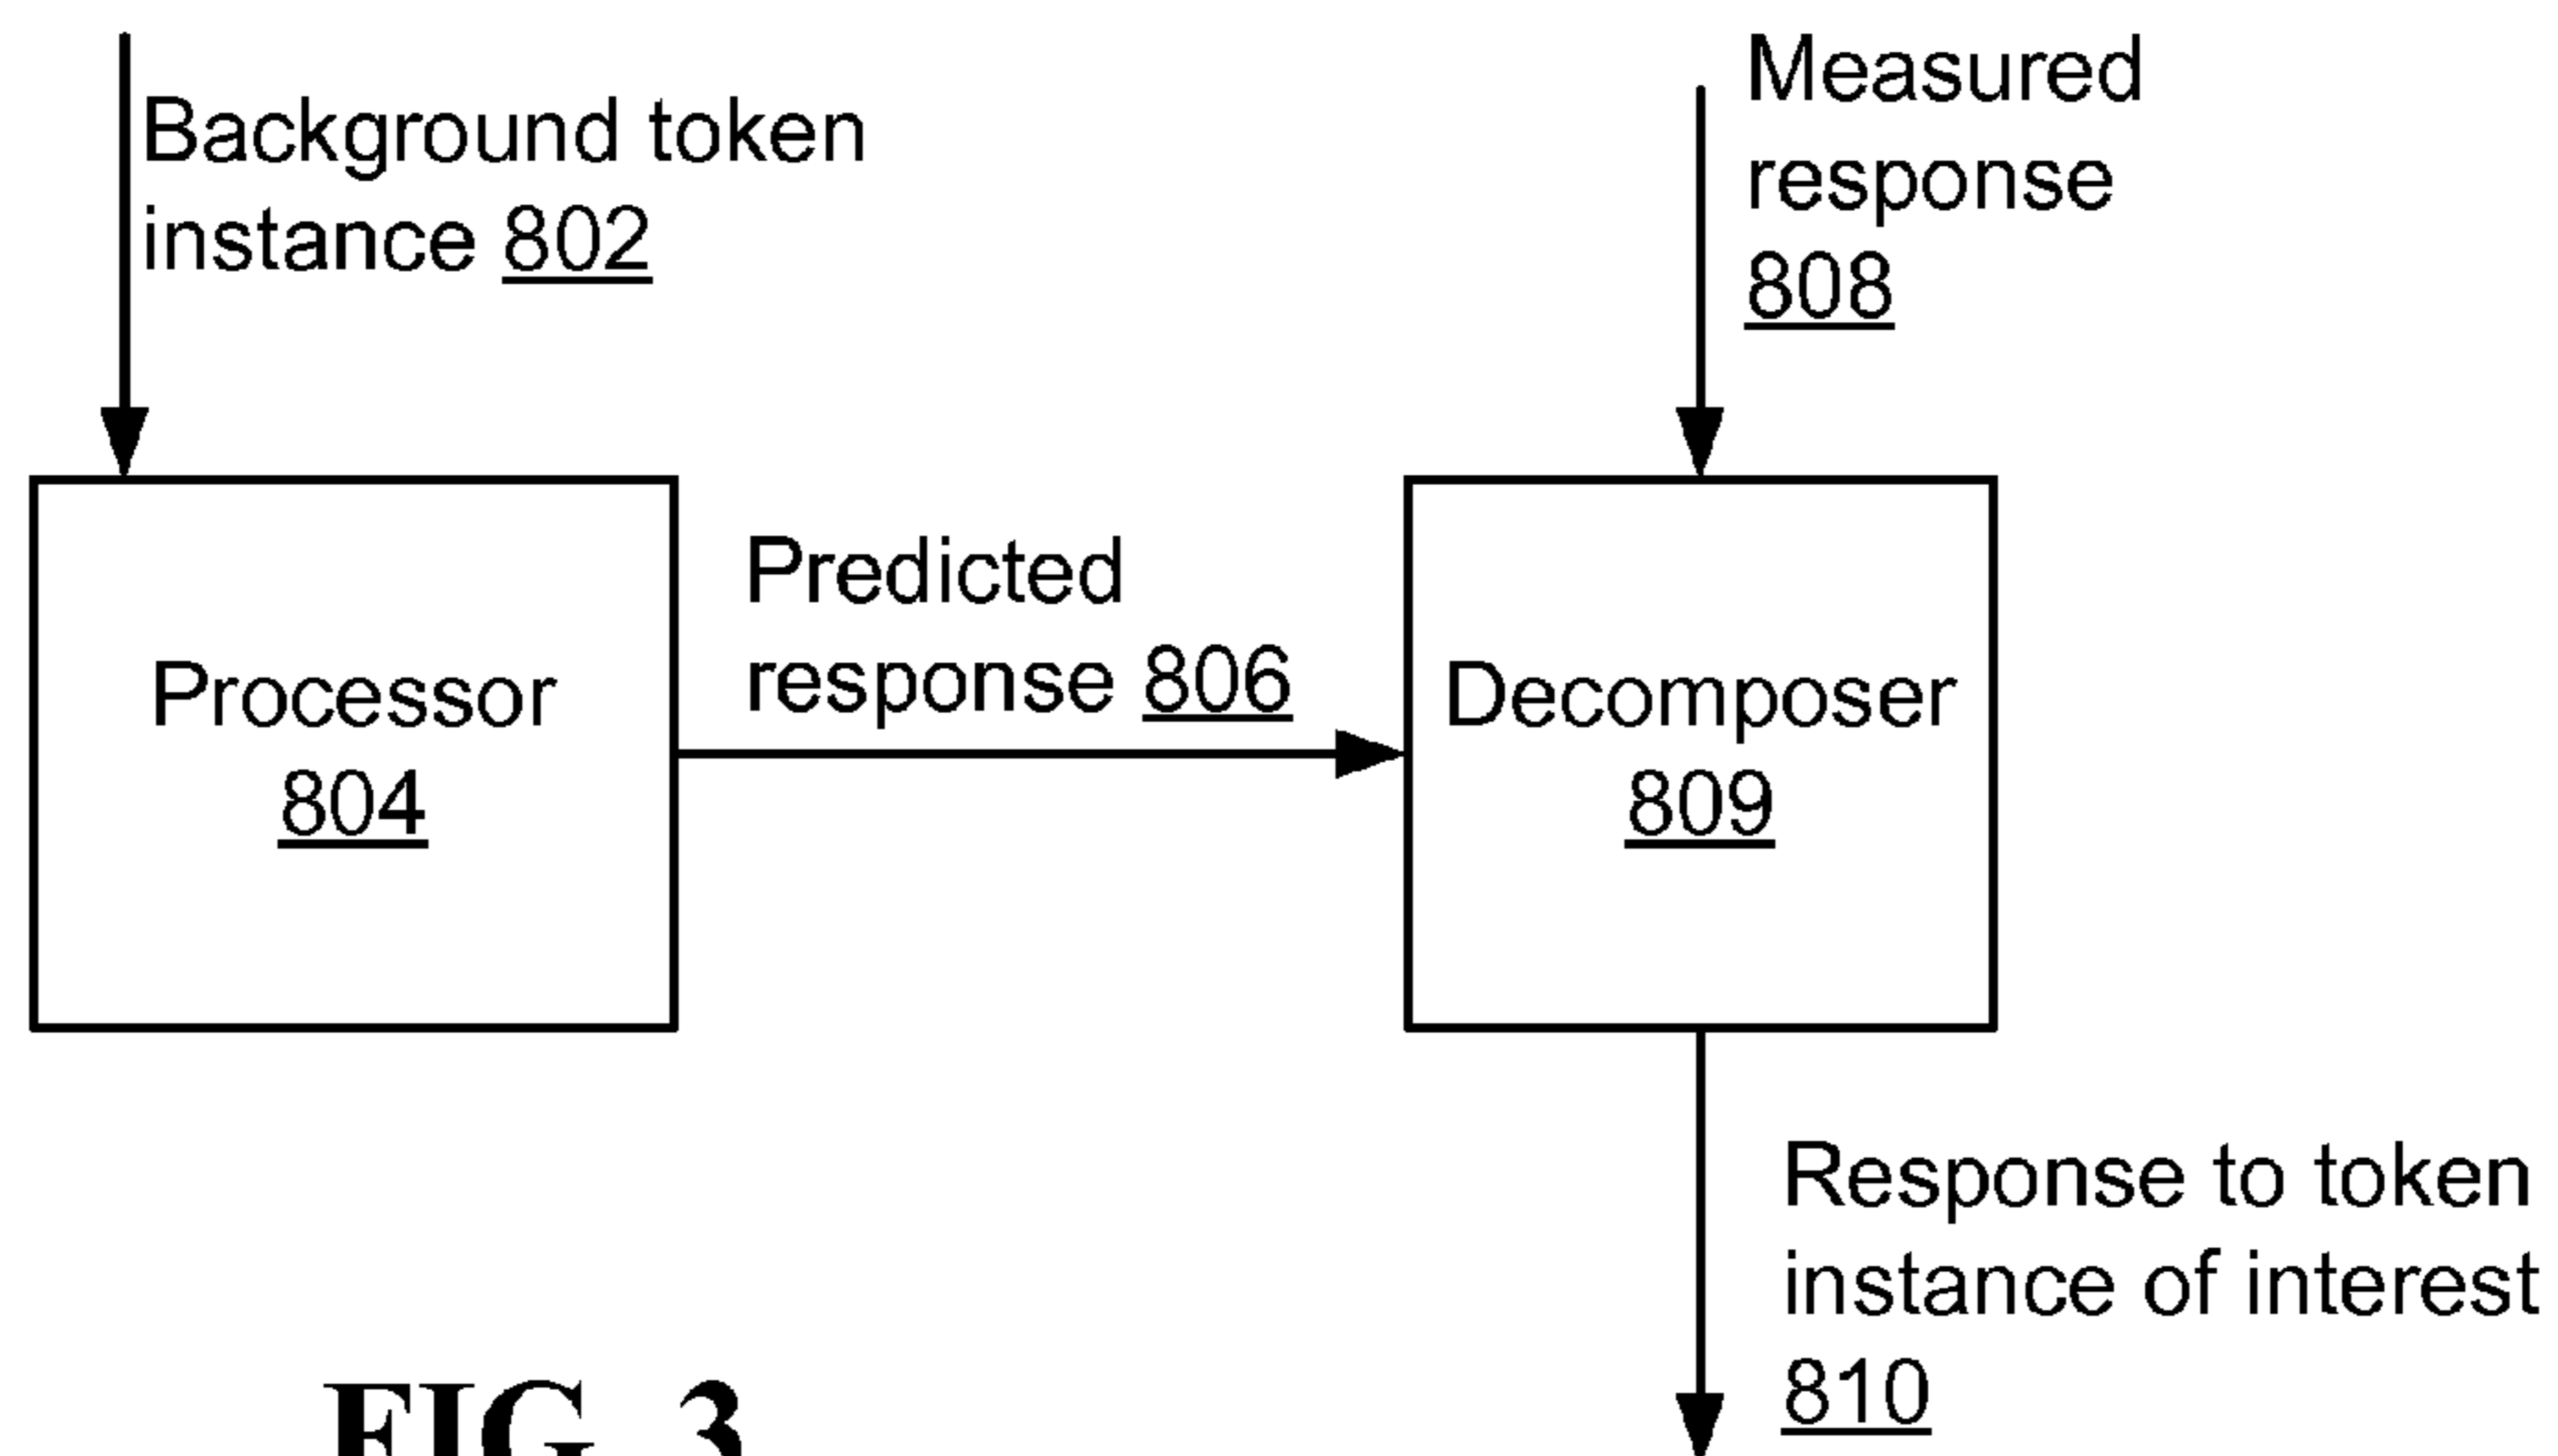 Background token
instance 802
Measured
response
808
Processor
804
Predicted
response 806
Decomposer
809
Response to token
instance of interest
810
FIG. 3